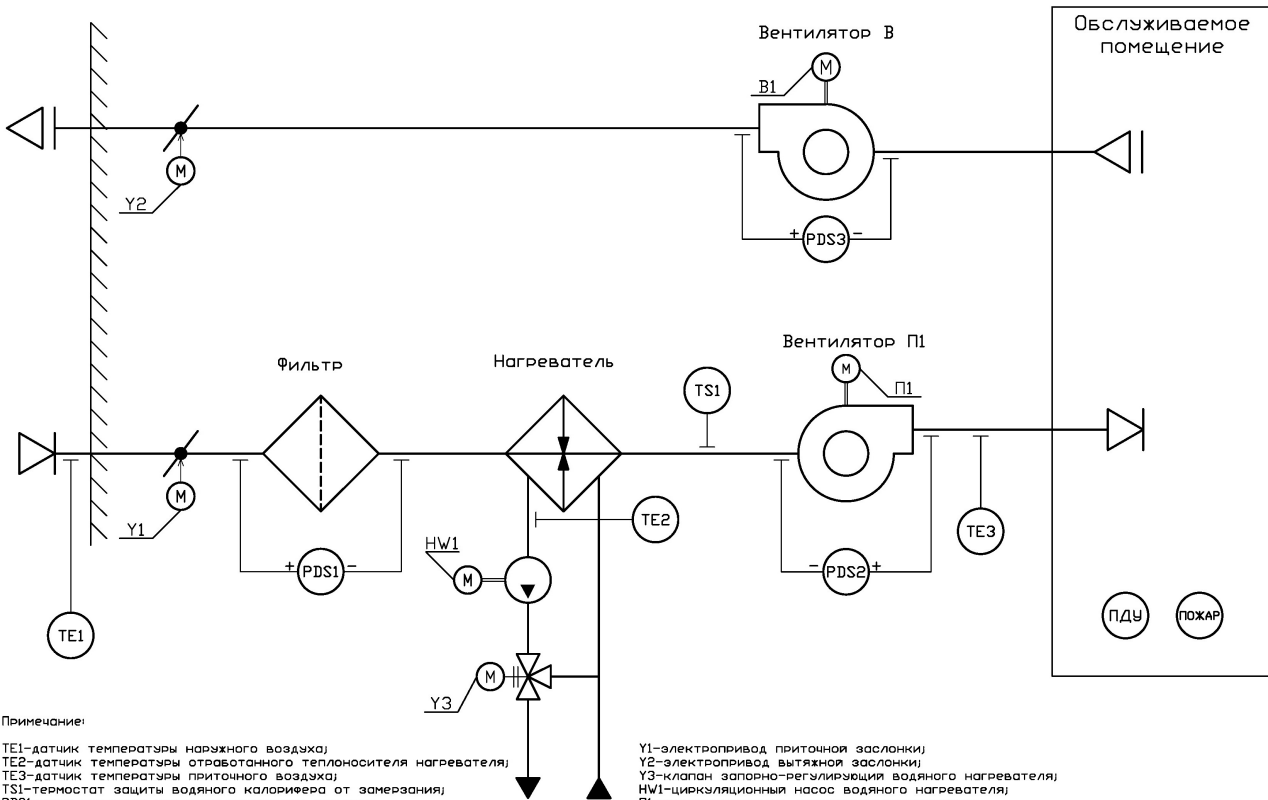 Вентилятор В
Обслуживаемое
помещение
М
В1
М
Y2
+ PDS3 -
Вентилятор П1
Фильтр
Нагреватель
М
П1
TS1
М
Y1
TE2
TE3
HW1
+ PDS1 -
М
- PDS2 +
TE1
ПДУ
ПОЖАР
М
Y3
Примечание:
TE1-датчик температуры наружного воздуха;
TE2-датчик температуры отработанного теплоносителя нагревателя;
TE3-датчик температуры приточного воздуха;
TS1-термостат защиты водяного калорифера от замерзания;
Y1-электропривод приточной заслонки;
Y2-электропривод вытяжной заслонки;
Y3-клапан запорно-регулирующий водяного нагревателя;
HW1-циркуляционный насос водяного нагревателя;